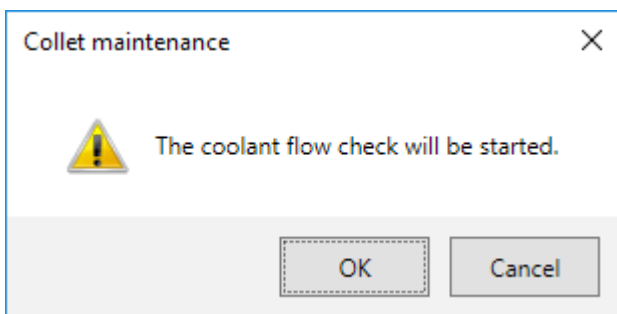 Collet maintenance
The coolant flow check will be started.
OK
Cancel